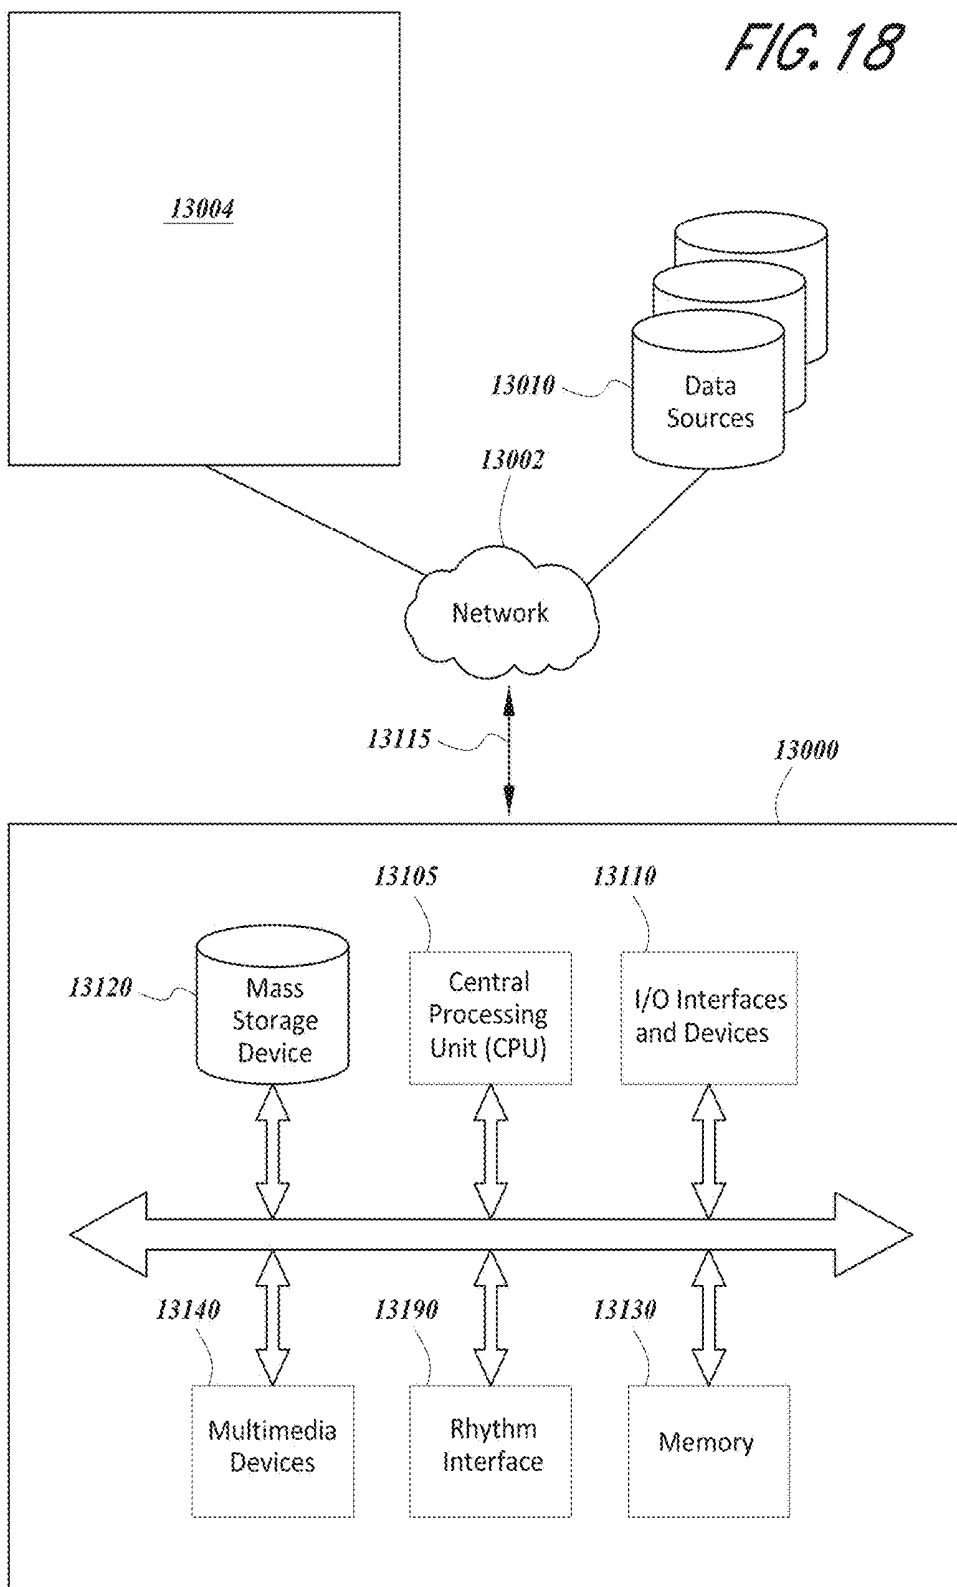 FIG. 18
13004
13010
Data
Sources
13002
Network
13115
13000
13105
13110
13120
Mass
Storage
Device
Central
Processing
Unit (CPU)
I/O Interfaces
and Devices
13140
13190
13130
Multimedia
Devices
Rhythm
Interface
Memory